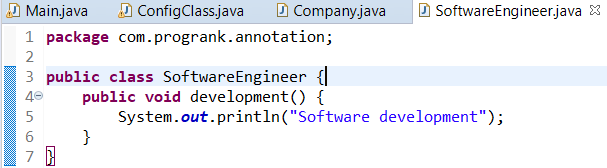 Main.java ConfigClass.java Company.java SoftwareEngineer.java
1 package com.progrank.annotation;
2
3 public class SoftwareEngineer {
4 public void development() {
5 System.out.println("Software development");
6 }
7 }